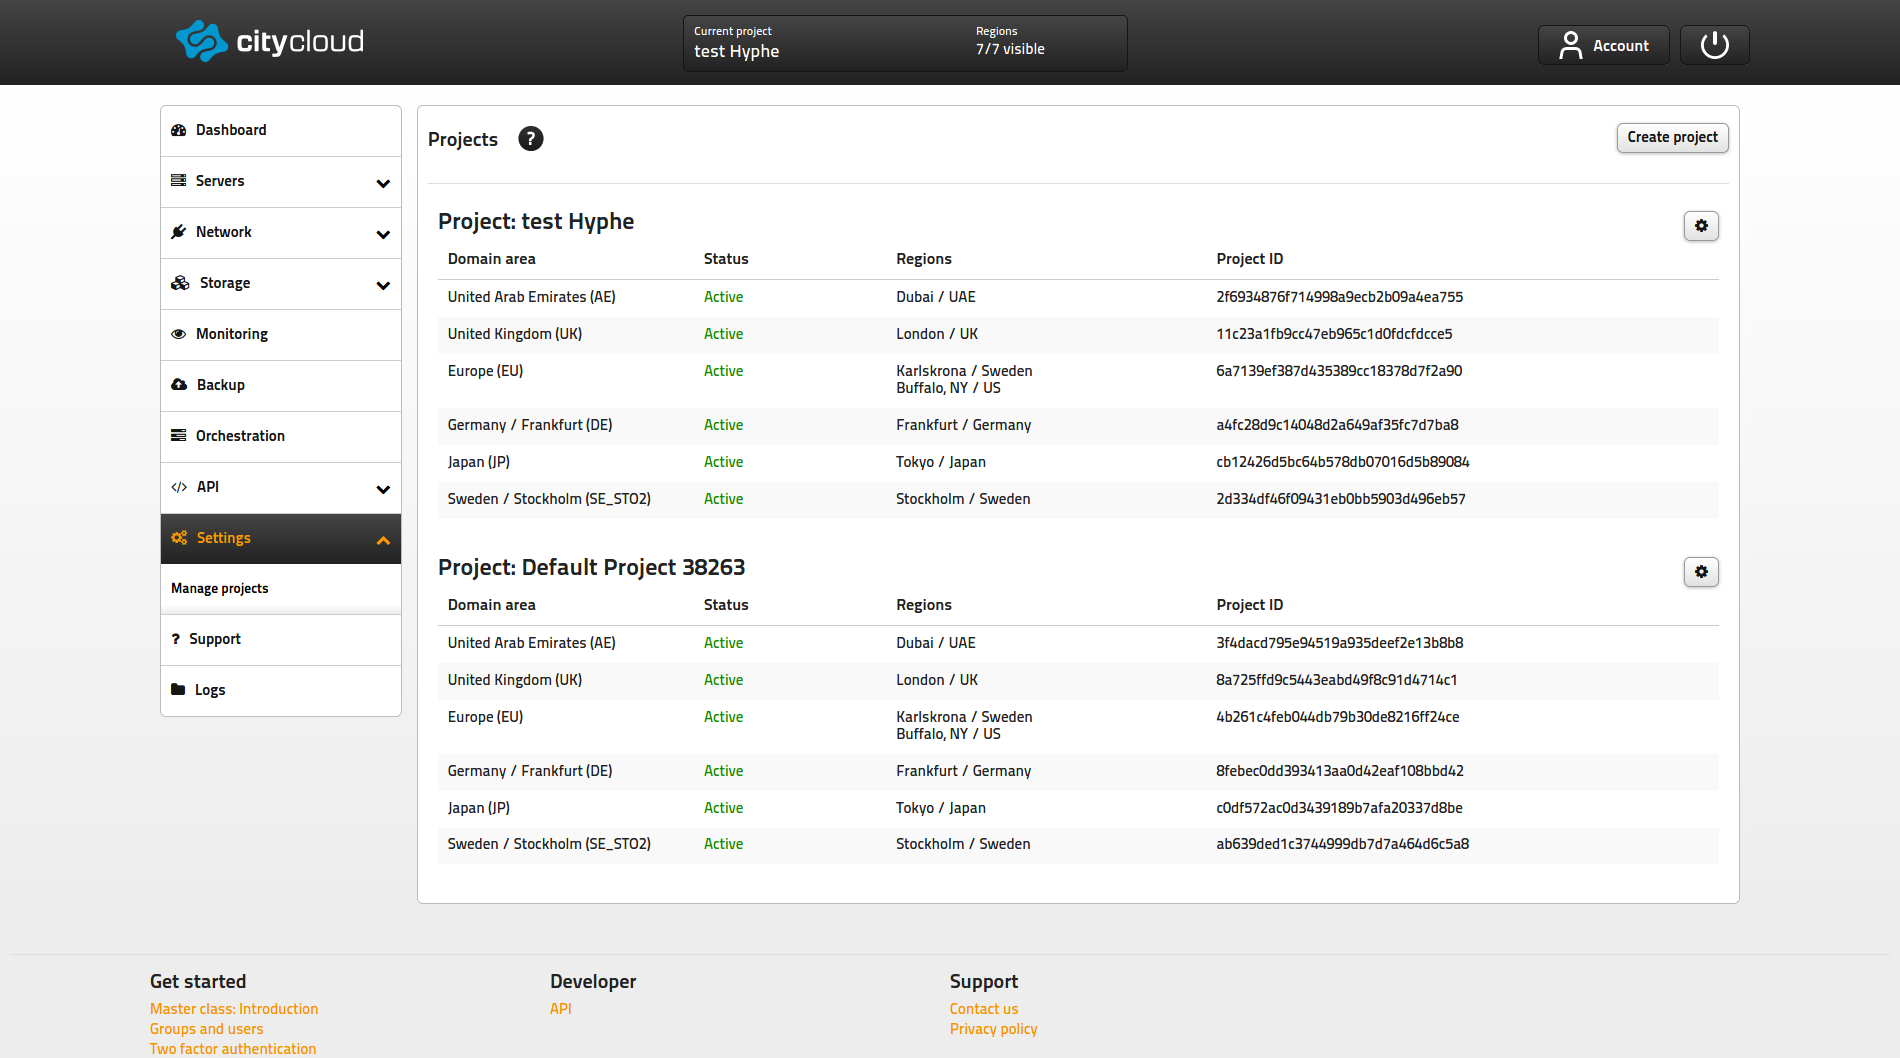 citycloud
Current project
test Hyphe
Regions
7/7 visible
Account
Dashboard
Servers
Network
Storage
Monitoring
Backup
Orchestration
API
Settings
Manage projects
Support
Logs
Projects ?
Create project
Project: test Hyphe
Domain area Status Regions Project ID
United Arab Emirates (AE) Active Dubai / UAE 2f6934876f714998a9ecb2b09a4ea755
United Kingdom (UK) Active London / UK 11c23a1fb9cc47eb965c1d0fdcfdcce5
Europe (EU) Active Karlskrona / Sweden 6a7139ef387d435389cc18378d7f2a90
Buffalo, NY / US
Germany / Frankfurt (DE) Active Frankfurt / Germany a4fc28d9c14048d2a649af35fc7d7ba8
Japan (JP) Active Tokyo / Japan cb12426d5bc64b578db07016d5b89084
Sweden / Stockholm (SE_STO2) Active Stockholm / Sweden 2d334df46f09431eb0bb5903d496eb57
Project: Default Project 38263
Domain area Status Regions Project ID
United Arab Emirates (AE) Active Dubai / UAE 3f4dacd795e94519a935deef2e13b8b8
United Kingdom (UK) Active London / UK 8a725ffd9c5443eabd49f8c91d4714c1
Europe (EU) Active Karlskrona / Sweden 4b261c4feb044db79b30de8216ff24ce
Buffalo, NY / US
Germany / Frankfurt (DE) Active Frankfurt / Germany 8febec0dd393413aa0d42eaf108bbd42
Japan (JP) Active Tokyo / Japan c0df572ac0d3439189b7afa20337d8be
Sweden / Stockholm (SE_STO2) Active Stockholm / Sweden ab639ded1c3744999db7d7a464d6c5a8
Get started
Master class: Introduction
Groups and users
Two factor authentication
Developer
API
Support
Contact us
Privacy policy